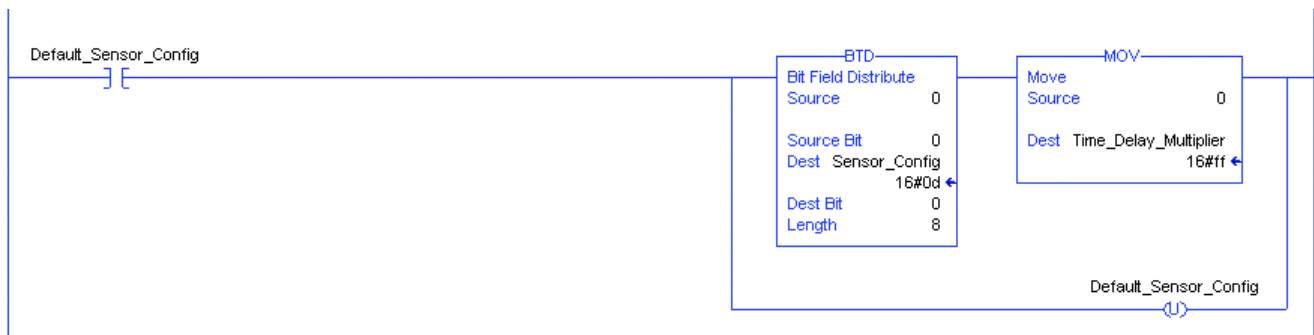 Default_Sensor_Config
BTD
Bit Field Distribute
Source 0
Source Bit 0
Dest Sensor_Config
16#0d
Dest Bit 0
Length 8
MOV
Move
Source 0
Dest Time_Delay_Multiplier
16#ff
Default_Sensor_Config
U